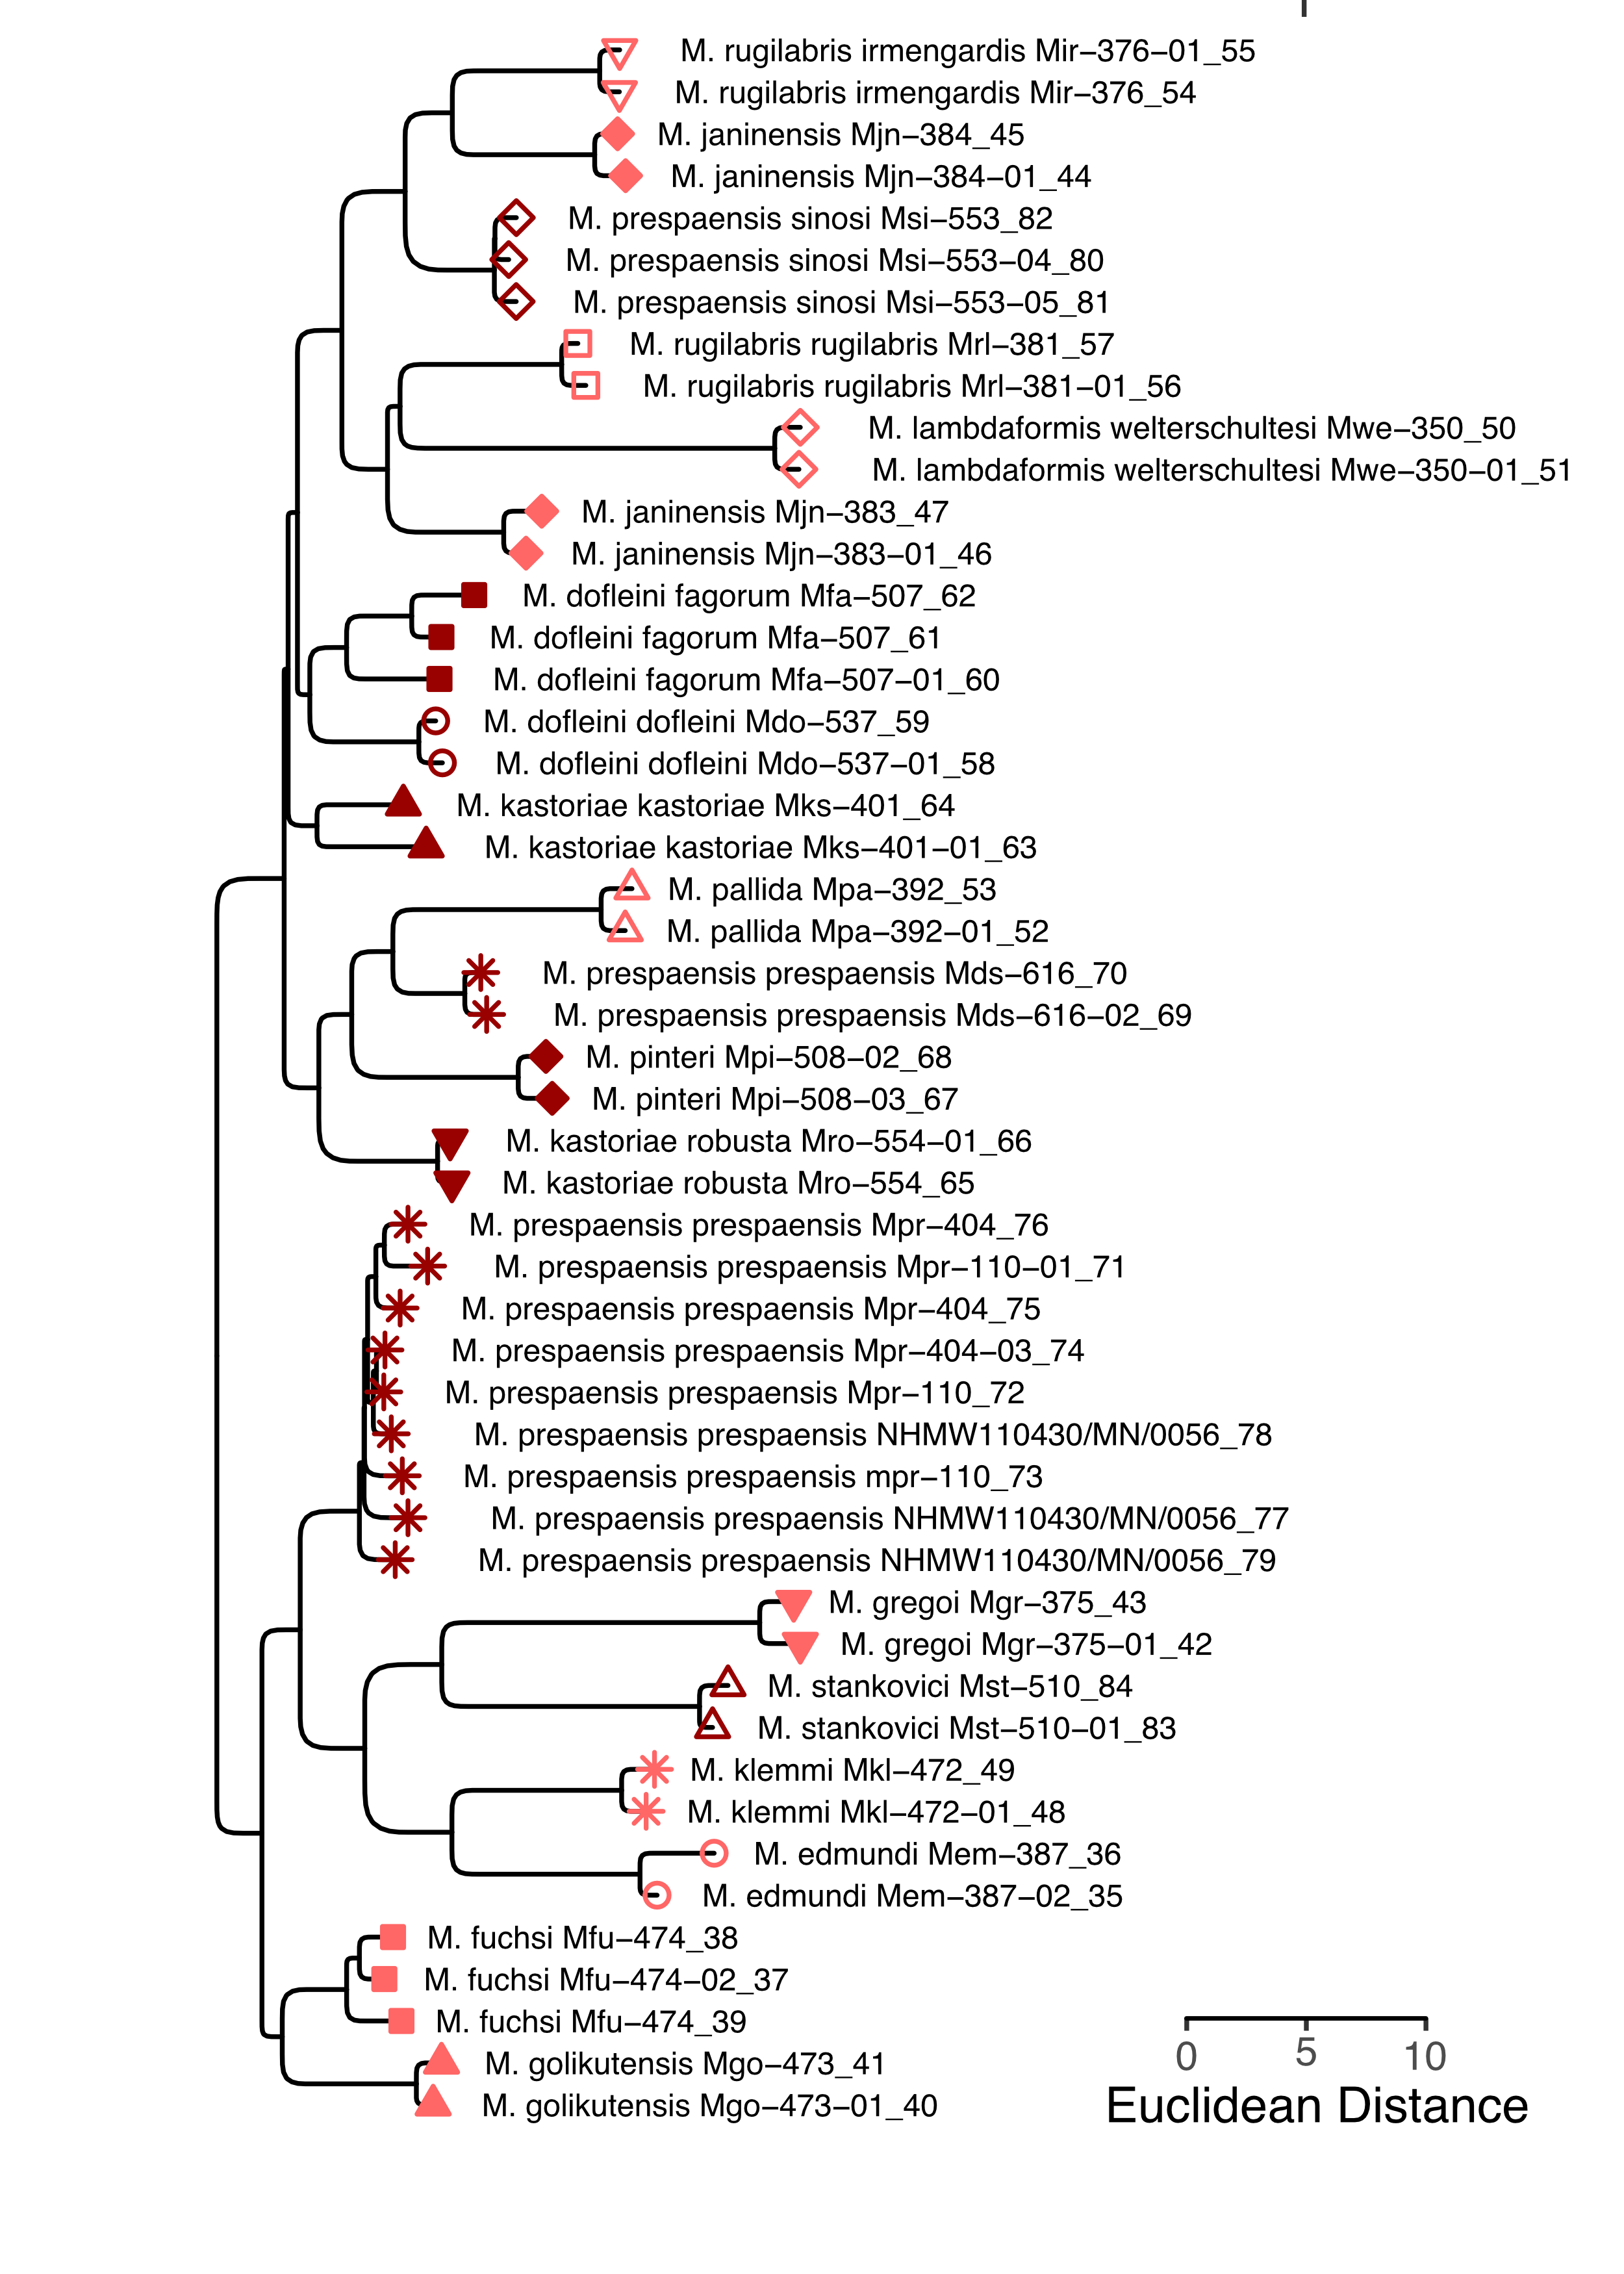 M. rugilabris irmengardis Mir−376−01_55
M. rugilabris irmengardis Mir−376_54
M. janinensis Mjn−384_45
M. janinensis Mjn−384−01_44
M. prespaensis sinosi Msi−553_82
M. prespaensis sinosi Msi−553−04_80
M. prespaensis sinosi Msi−553−05_81
M. rugilabris rugilabris Mrl−381_57
M. rugilabris rugilabris Mrl−381−01_56
M. lambdaformis welterschultesi Mwe−350_50
M. lambdaformis welterschultesi Mwe−350−01_51
M. janinensis Mjn−383_47
M. janinensis Mjn−383−01_46
M. dofleini fagorum Mfa−507_62
M. dofleini fagorum Mfa−507_61
M. dofleini fagorum Mfa−507−01_60
M. dofleini dofleini Mdo−537_59
M. dofleini dofleini Mdo−537−01_58
M. kastoriae kastoriae Mks−401_64
M. kastoriae kastoriae Mks−401−01_63
M. pallida Mpa−392_53
M. pallida Mpa−392−01_52
M. prespaensis prespaensis Mds−616_70
M. prespaensis prespaensis Mds−616−02_69
M. pinteri Mpi−508−02_68
M. pinteri Mpi−508−03_67
M. kastoriae robusta Mro−554−01_66
M. kastoriae robusta Mro−554_65
M. prespaensis prespaensis Mpr−404_76
M. prespaensis prespaensis Mpr−110−01_71
M. prespaensis prespaensis Mpr−404_75
M. prespaensis prespaensis Mpr−404−03_74
M. prespaensis prespaensis Mpr−110_72
M. prespaensis prespaensis NHMW110430/MN/0056_78
M. prespaensis prespaensis mpr−110_73
M. prespaensis prespaensis NHMW110430/MN/0056_77
M. prespaensis prespaensis NHMW110430/MN/0056_79
M. gregoi Mgr−375_43
M. gregoi Mgr−375−01_42
M. stankovici Mst−510_84
M. stankovici Mst−510−01_83
M. klemmi Mkl−472_49
M. klemmi Mkl−472−01_48
M. edmundi Mem−387_36
M. edmundi Mem−387−02_35
M. fuchsi Mfu−474_38
M. fuchsi Mfu−474−02_37
M. fuchsi Mfu−474_39
M. golikutensis Mgo−473_41
M. golikutensis Mgo−473−01_40
0 5 10
Euclidean Distance